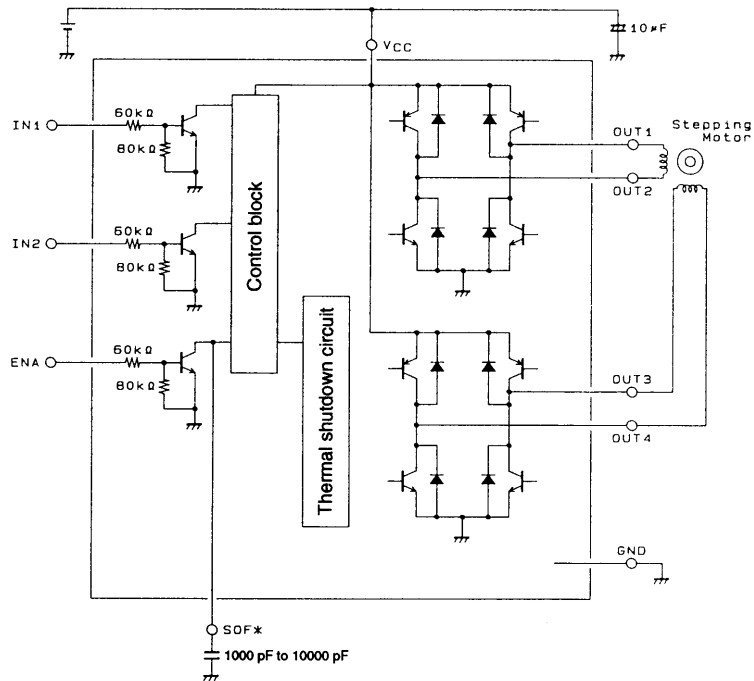 10μF
VCC
IN1
60kΩ
80kΩ
OUT1
Stepping
Motor
OUT2
IN2
60kΩ
80kΩ
Control block
ENA
60kΩ
80kΩ
Thermal shutdown circuit
OUT3
OUT4
GND
SOF*
1000 pF to 10000 pF